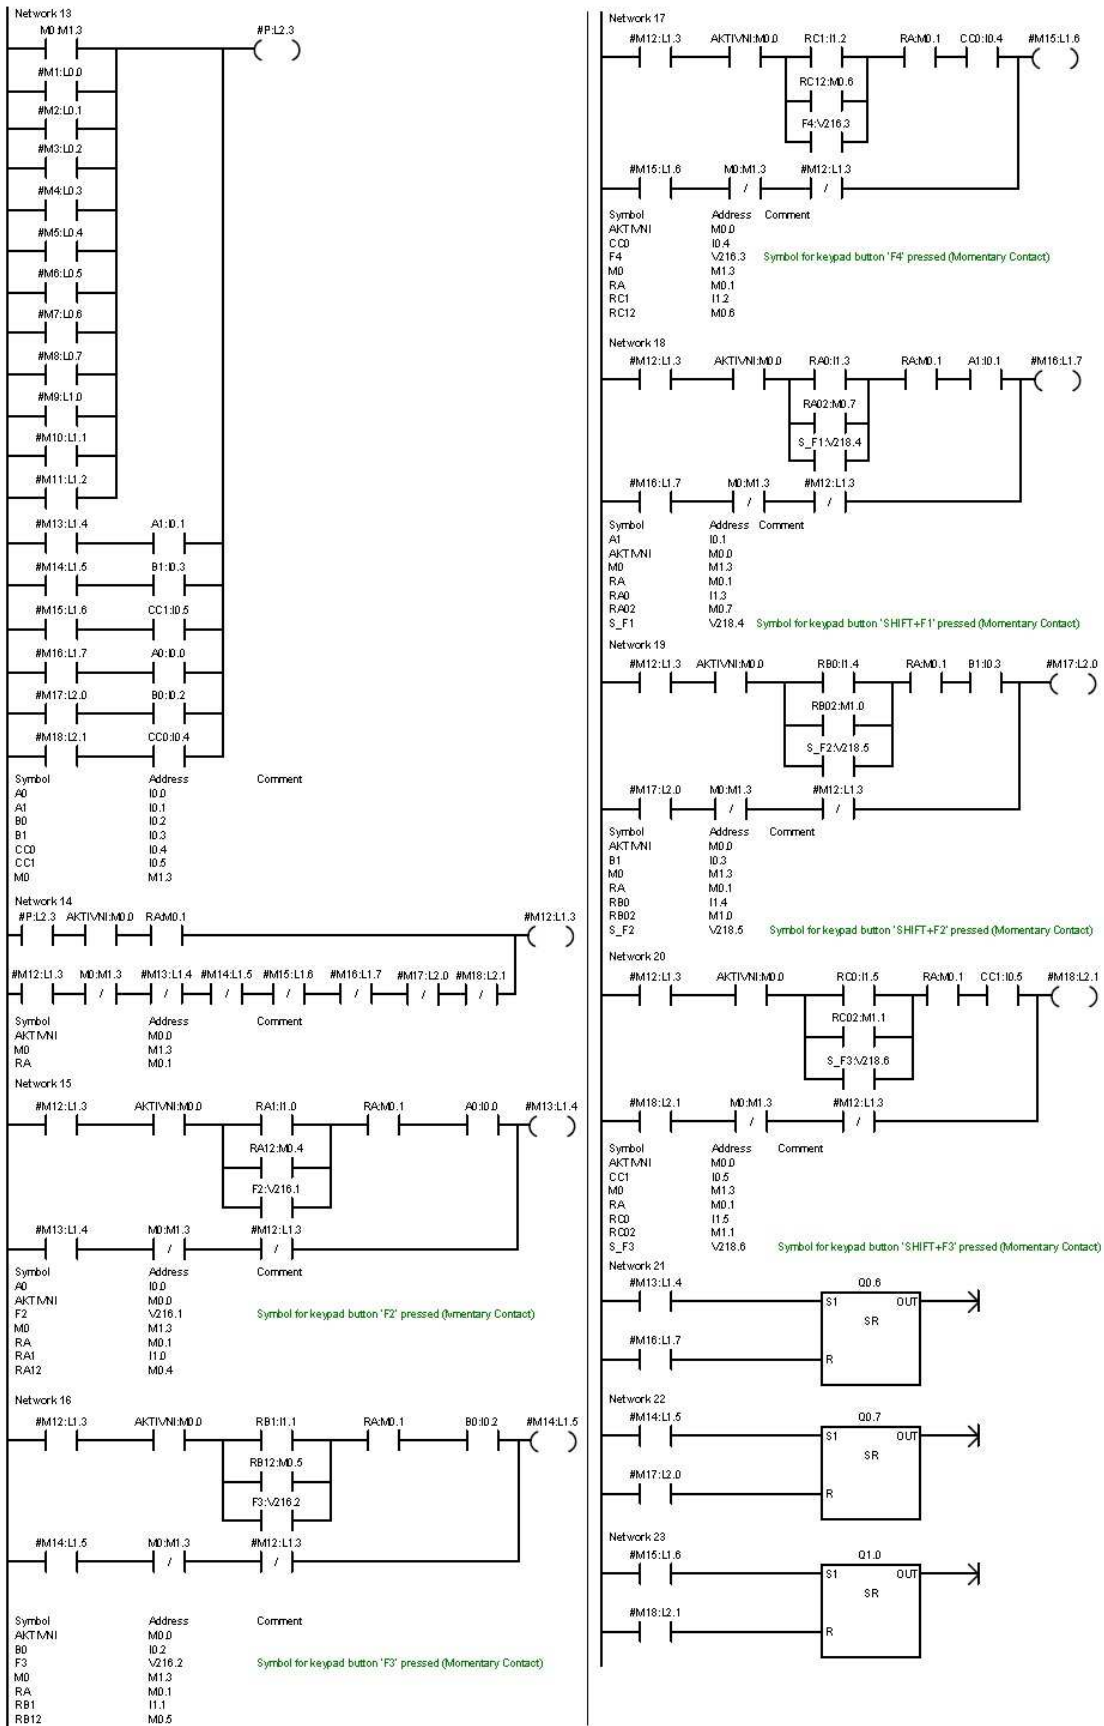 Network 13
M0:M1.3 #P:L2.3
#M1:L0.0
#M2:L0.1
#M3:L0.2
#M4:L0.3
#M5:L0.4
#M6:L0.5
#M7:L0.6
#M8:L0.7
#M9:L1.0
#M10:L1.1
#M11:L1.2
#M13:L1.4 A1:I0.1
#M14:L1.5 B1:I0.3
#M15:L1.6 CC1:I0.5
#M16:L1.7 A0:I0.0
#M17:L2.0 B0:I0.2
#M18:L2.1 CC0:I0.4
Symbol Address Comment
A0 I0.0
A1 I0.1
B0 I0.2
B1 I0.3
CC0 I0.4
CC1 I0.5
M0 M1.3
Network 14
#P:L2.3 AKTIVNI:M0.0 RA:M0.1 #M12:L1.3
#M12:L1.3 M0:M1.3 #M13:L1.4 #M14:L1.5 #M15:L1.6 #M16:L1.7 #M17:L2.0 #M18:L2.1
/ / / / / / /
Symbol Address Comment
AKTIVNI M0.0
M0 M1.3
RA M0.1
Network 15
#M12:L1.3 AKTIVNI:M0.0 RA1:I1.0 RA:M0.1 A0:I0.0 #M13:L1.4
RA12:M0.4
F2:V216.1
#M13:L1.4 M0:M1.3 #M12:L1.3
/ /
Symbol Address Comment
A0 I0.0
AKTIVNI M0.0
F2 V216.1 Symbol for keypad button 'F2' pressed (Momentary Contact)
M0 M1.3
RA M0.1
RA1 I1.0
RA12 M0.4
Network 16
#M12:L1.3 AKTIVNI:M0.0 RB1:I1.1 RA:M0.1 B0:I0.2 #M14:L1.5
RB12:M0.5
F3:V216.2
#M14:L1.5 M0:M1.3 #M12:L1.3
/ /
Symbol Address Comment
AKTIVNI M0.0
B0 I0.2
F3 V216.2 Symbol for keypad button 'F3' pressed (Momentary Contact)
M0 M1.3
RA M0.1
RB1 I1.1
RB12 M0.5
Network 17
#M12:L1.3 AKTIVNI:M0.0 RC1:I1.2 RA:M0.1 CC0:I0.4 #M15:L1.6
RC12:M0.6
F4:V216.3
#M15:L1.6 M0:M1.3 #M12:L1.3
/ /
Symbol Address Comment
AKTIVNI M0.0
CC0 I0.4
F4 V216.3 Symbol for keypad button 'F4' pressed (Momentary Contact)
M0 M1.3
RA M0.1
RC1 I1.2
RC12 M0.6
Network 18
#M12:L1.3 AKTIVNI:M0.0 RA0:I1.3 RA:M0.1 A1:I0.1 #M16:L1.7
RA02:M0.7
S_F1:V218.4
#M16:L1.7 M0:M1.3 #M12:L1.3
/ /
Symbol Address Comment
A1 I0.1
AKTIVNI M0.0
M0 M1.3
RA M0.1
RA0 I1.3
RA02 M0.7
S_F1 V218.4 Symbol for keypad button 'SHIFT+F1' pressed (Momentary Contact)
Network 19
#M12:L1.3 AKTIVNI:M0.0 RB0:I1.4 RA:M0.1 B1:I0.3 #M17:L2.0
RB02:M1.0
S_F2:V218.5
#M17:L2.0 M0:M1.3 #M12:L1.3
/ /
Symbol Address Comment
AKTIVNI M0.0
B1 I0.3
M0 M1.3
RA M0.1
RB0 I1.4
RB02 M1.0
S_F2 V218.5 Symbol for keypad button 'SHIFT+F2' pressed (Momentary Contact)
Network 20
#M12:L1.3 AKTIVNI:M0.0 RC0:I1.5 RA:M0.1 CC1:I0.5 #M18:L2.1
RC02:M1.1
S_F3:V218.6
#M18:L2.1 M0:M1.3 #M12:L1.3
/ /
Symbol Address Comment
AKTIVNI M0.0
CC1 I0.5
M0 M1.3
RA M0.1
RC0 I1.5
RC02 M1.1
S_F3 V218.6 Symbol for keypad button 'SHIFT+F3' pressed (Momentary Contact)
Network 21
#M13:L1.4 Q0.6
S1 OUT
SR
#M16:L1.7
R
Network 22
#M14:L1.5 Q0.7
S1 OUT
SR
#M17:L2.0
R
Network 23
#M15:L1.6 Q1.0
S1 OUT
SR
#M18:L2.1
R